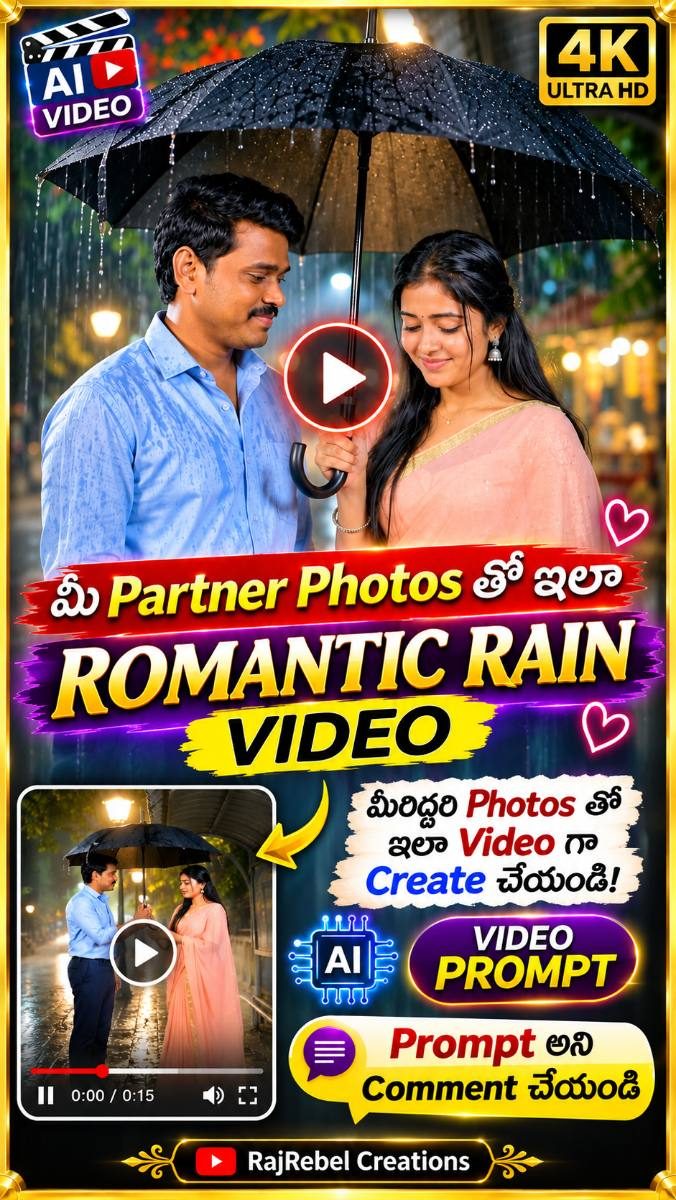 AI
VIDEO
4K
ULTRA HD
మీ Partner Photos తో ఇలా
ROMANTIC RAIN
VIDEO
మీరిద్దరి Photos తో
ఇలా Video గా
Create చేయండి!
AI
VIDEO
PROMPT
Prompt అని
Comment చేయండి
0:00 / 0:15
RajRebel Creations